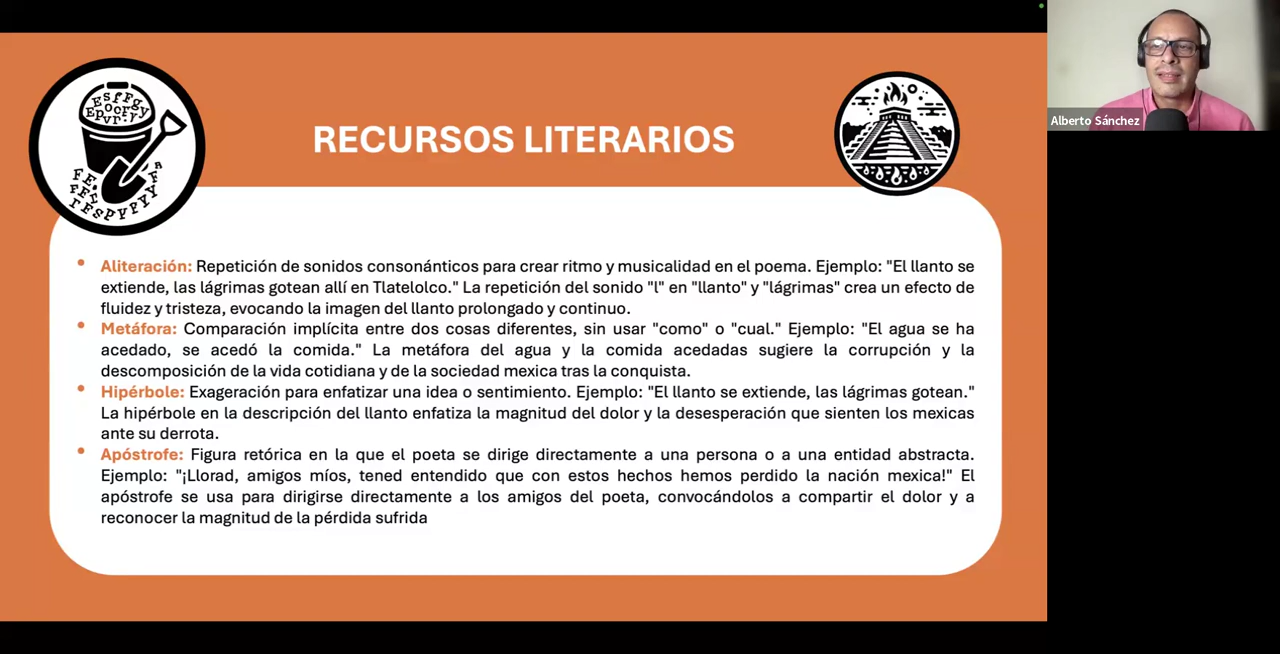 RECURSOS LITERARIOS
Alberto Sánchez
• Aliteración: Repetición de sonidos consonánticos para crear ritmo y musicalidad en el poema. Ejemplo: "El llanto se
extiende, las lágrimas gotean allí en Tlatelolco." La repetición del sonido "l" en "llanto" y "lágrimas" crea un efecto de
fluidez y tristeza, evocando la imagen del llanto prolongado y continuo.
• Metáfora: Comparación implícita entre dos cosas diferentes, sin usar "como" o "cual." Ejemplo: "El agua se ha
acedado, se acedó la comida." La metáfora del agua y la comida acedadas sugiere la corrupción y la
descomposición de la vida cotidiana y de la sociedad mexica tras la conquista.
• Hipérbole: Exageración para enfatizar una idea o sentimiento. Ejemplo: "El llanto se extiende, las lágrimas gotean."
La hipérbole en la descripción del llanto enfatiza la magnitud del dolor y la desesperación que sienten los mexicas
ante su derrota.
• Apóstrofe: Figura retórica en la que el poeta se dirige directamente a una persona o a una entidad abstracta.
Ejemplo: "¡Llorad, amigos míos, tened entendido que con estos hechos hemos perdido la nación mexica!" El
apóstrofe se usa para dirigirse directamente a los amigos del poeta, convocándolos a compartir el dolor y a
reconocer la magnitud de la pérdida sufrida